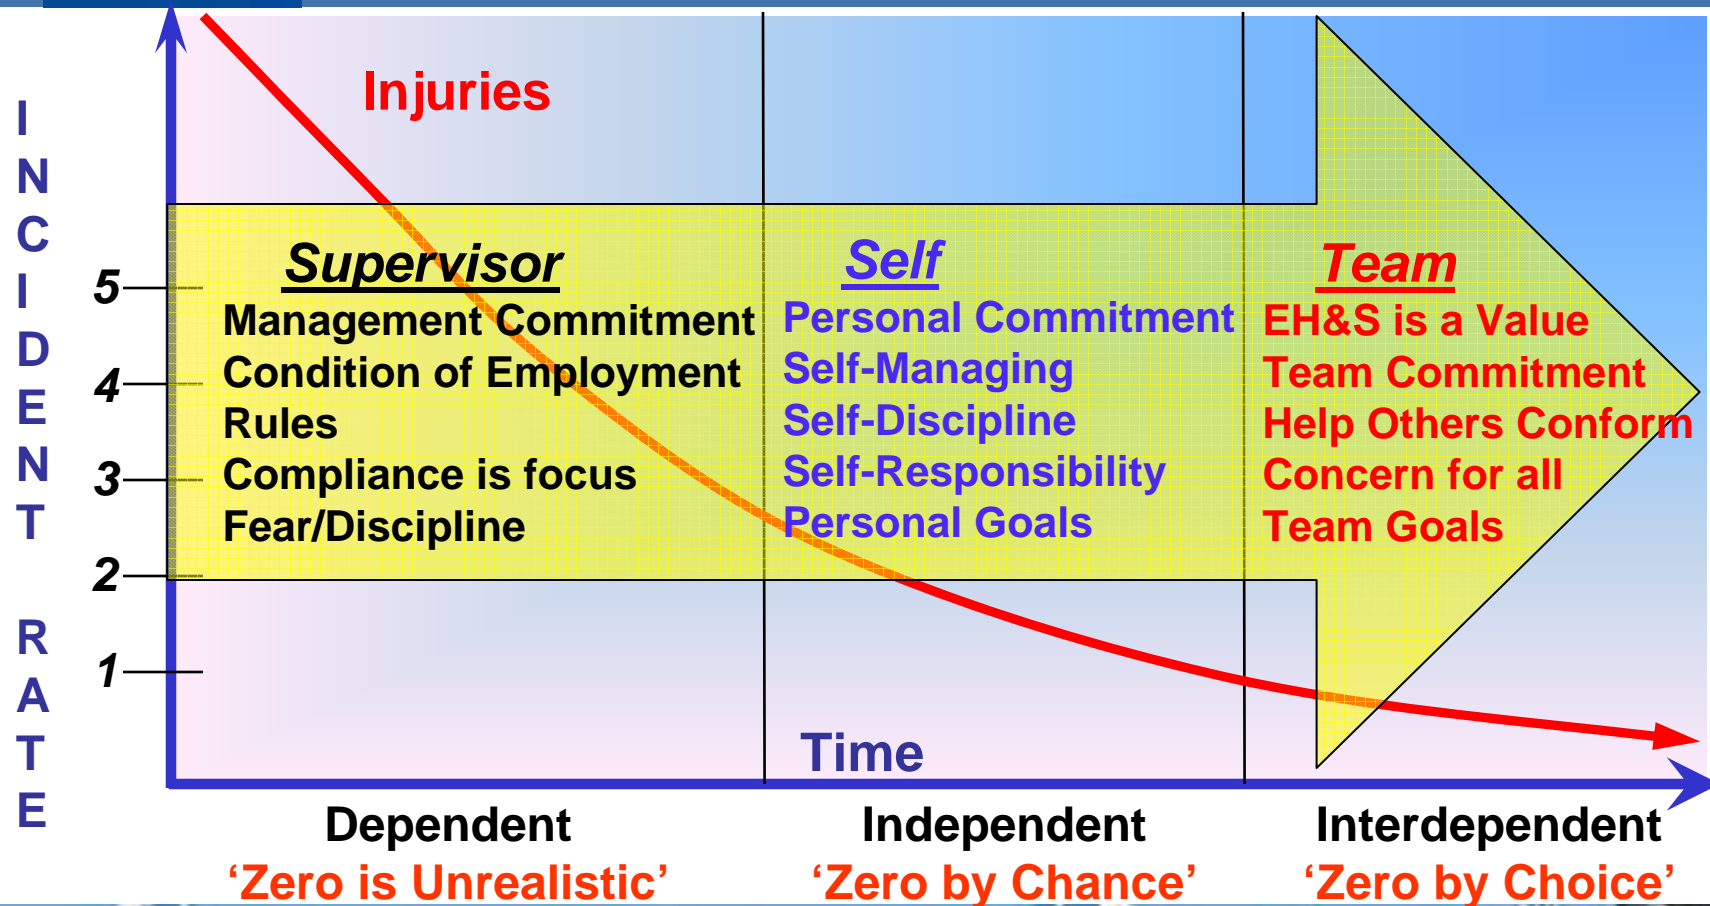 INCIDENT RATE
Injuries
5
4
3
2
1
Supervisor
Management Commitment
Condition of Employment
Rules
Compliance is focus
Fear/Discipline
Self
Personal Commitment
Self-Managing
Self-Discipline
Self-Responsibility
Personal Goals
Team
EH&S is a Value
Team Commitment
Help Others Conform
Concern for all
Team Goals
Time
Dependent
‘Zero is Unrealistic’
Independent
‘Zero by Chance’
Interdependent
‘Zero by Choice’